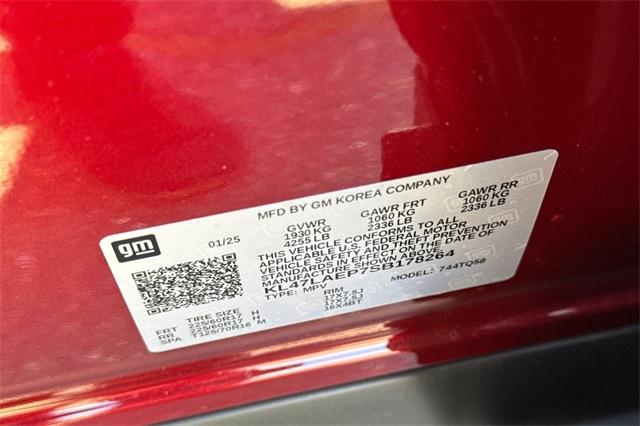 MFD BY GM KOREA COMPANY
gm 01/25
GVWR GAWR FRT GAWR RR
1930 KG 1060 KG 1060 KG
4255 LB 2336 LB 2336 LB
THIS VEHICLE CONFORMS TO ALL
APPLICABLE U.S. FEDERAL MOTOR
VEHICLE SAFETY AND THEFT PREVENTION
STANDARDS IN EFFECT ON THE DATE OF
MANUFACTURE SHOWN ABOVE.
KL47LAEP7SB178264
TYPE: MPV MODEL: 744TQ58
TIRE SIZE RIM
FRT 225/60R17 H 17X7.5J
RR 225/60R17 H 17X7.5J
SPA T125/70R16 M 16X4BT